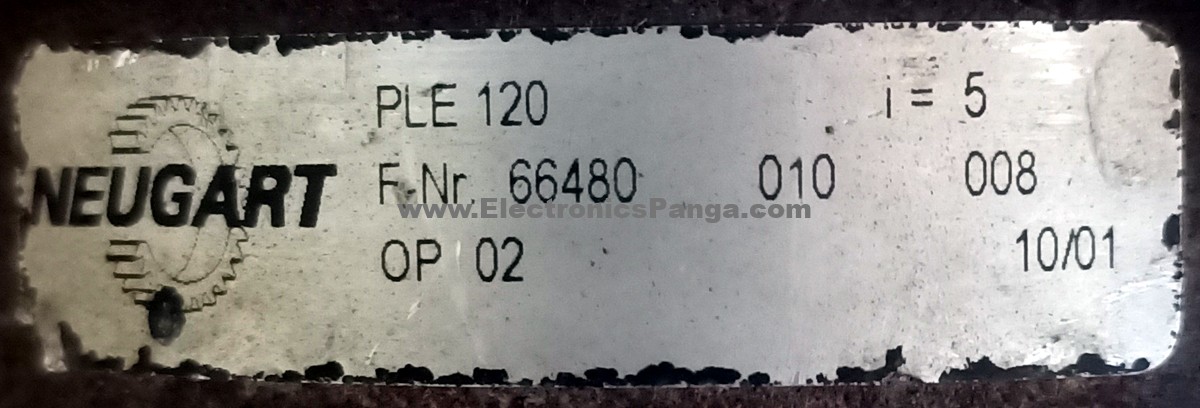 PLE 120 i = 5
NEUGART F-Nr. 66480 010 008
www.ElectronicsPanga.com
OP 02 10/01